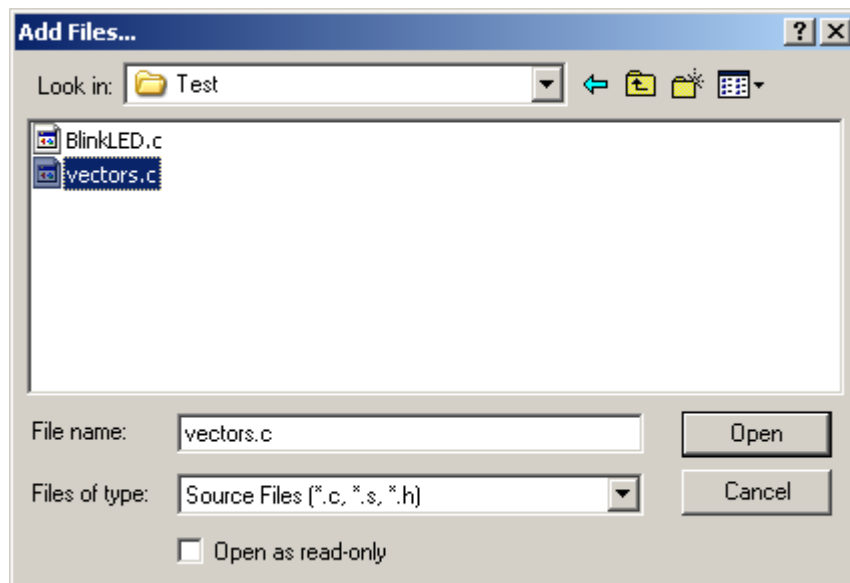 Add Files...
Look in: Test
BlinkLED.c
vectors.c
File name: vectors.c Open
Files of type: Source Files (*.c, *.s, *.h) Cancel
Open as read-only